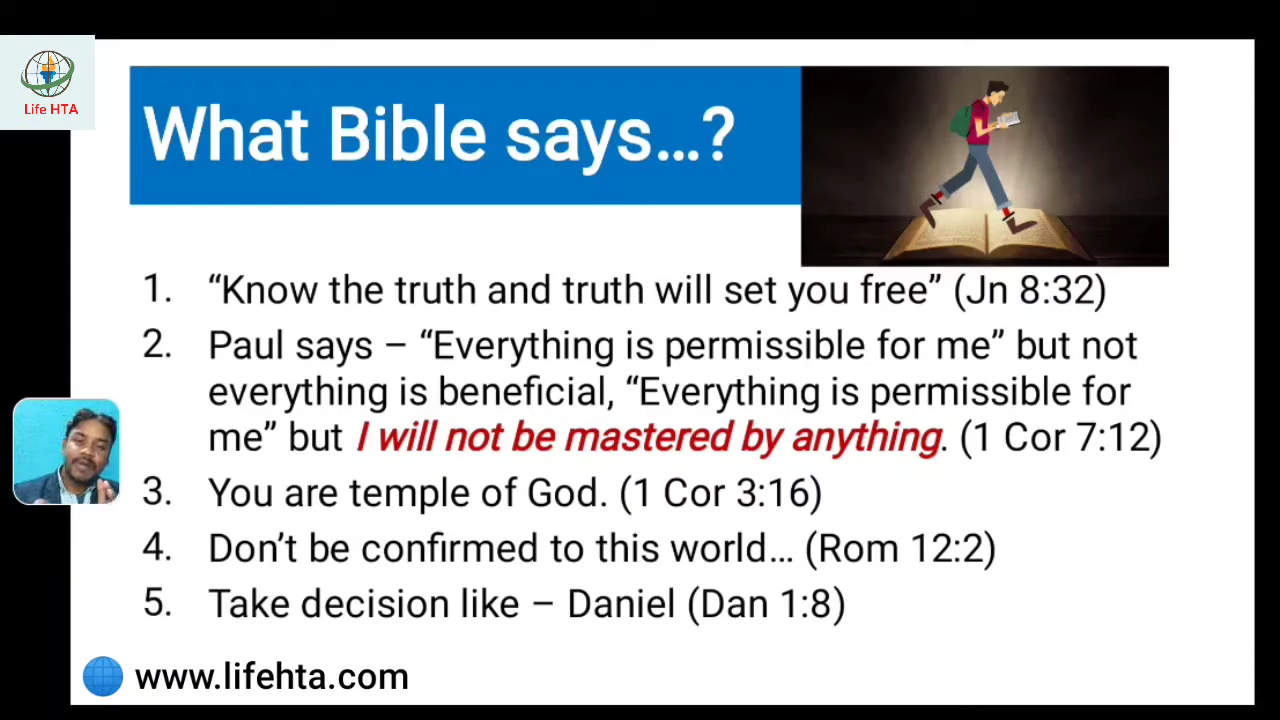 Life HTA
What Bible says...?
1. “Know the truth and truth will set you free” (Jn 8:32)
2. Paul says – “Everything is permissible for me” but not
everything is beneficial, “Everything is permissible for
me” but I will not be mastered by anything. (1 Cor 7:12)
3. You are temple of God. (1 Cor 3:16)
4. Don’t be confirmed to this world... (Rom 12:2)
5. Take decision like – Daniel (Dan 1:8)
www.lifehta.com